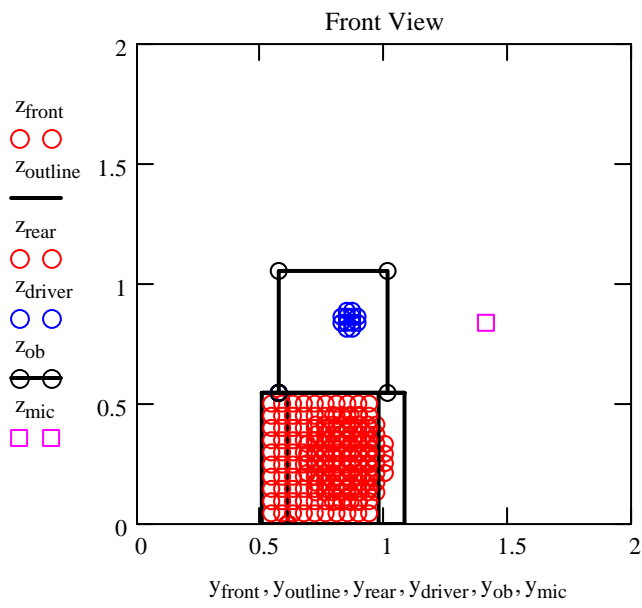 Front View
z_front
z_outline
z_rear
z_driver
z_ob
z_mic
2
1.5
1
0.5
0
0 0.5 1 1.5 2
y_front , y_outline , y_rear , y_driver , y_ob , y_mic